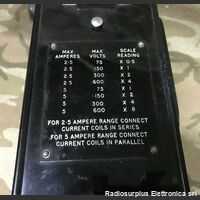 MAX AMPERES MAX VOLTS SCALE READING
2·5 75 X 0·5
2·5 150 X 1
2·5 300 X 2
2·5 600 X 4
5 75 X 1
5 150 X 2
5 300 X 4
5 600 X 8
FOR 2·5 AMPERE RANGE CONNECT
CURRENT COILS IN SERIES
FOR 5 AMPERE RANGE CONNECT
CURRENT COILS IN PARALLEL
Radiosurplus Elettronica srl